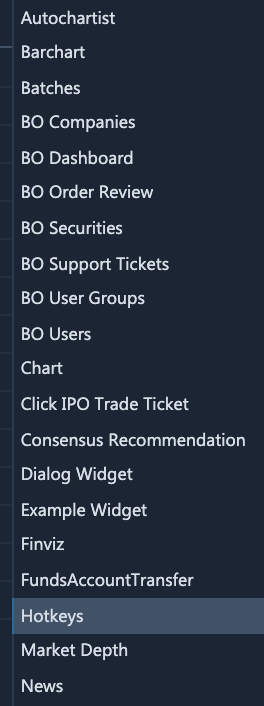 Autochartist
Barchart
Batches
BO Companies
BO Dashboard
BO Order Review
BO Securities
BO Support Tickets
BO User Groups
BO Users
Chart
Click IPO Trade Ticket
Consensus Recommendation
Dialog Widget
Example Widget
Finviz
FundsAccountTransfer
Hotkeys
Market Depth
News